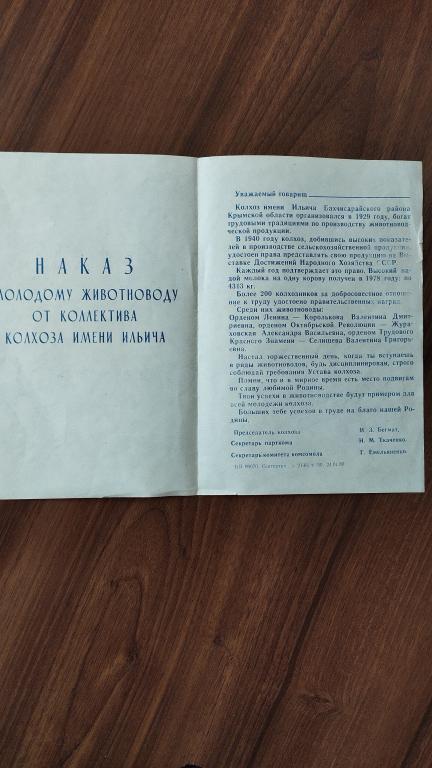 НАКАЗ
МОЛОДОМУ ЖИВОТНОВОДУ
ОТ КОЛЛЕКТИВА
КОЛХОЗА ИМЕНИ ИЛЬИЧА
Уважаемый товарищ
Колхоз имени Ильича Бахчисарайского района
Крымской области организовался в 1929 году, богат
трудовыми традициями по производству животновод-
ческой продукции.
В 1940 году колхоз, добившись высоких показате-
лей в производстве сельскохозяйственной продукции,
удостоен права представлять свою продукцию на Вы-
ставке Достижений Народного Хозяйства СССР.
Каждый год подтверждает это право. Высокий на-
дой молока на одну корову получен в 1978 году: по
4313 кг.
Более 200 колхозников за добросовестное отноше-
ние к труду удостоено правительственных наград.
Среди них животноводы:
Орденом Ленина — Королькова Валентина Дмит-
риевна, орденом Октябрьской Революции — Жура-
ховская Александра Васильевна, орденом Трудового
Красного Знамени — Селищева Валентина Григорь-
евна.
Настал торжественный день, когда ты вступаешь
в ряды животноводов, будь дисциплинирован, строго
соблюдай требования Устава колхоза.
Помни, что и в мирное время есть место подвигам
во славу любимой Родины.
Твои успехи в животноводстве будут примером для
всей молодежи колхоза.
Больших тебе успехов в труде на благо нашей Ро-
дины.
Председатель колхоза И. З. Бегмат,
Секретарь парткома Н. М. Ткаченко,
Секретарь комитета комсомола Г. Емельяненко.